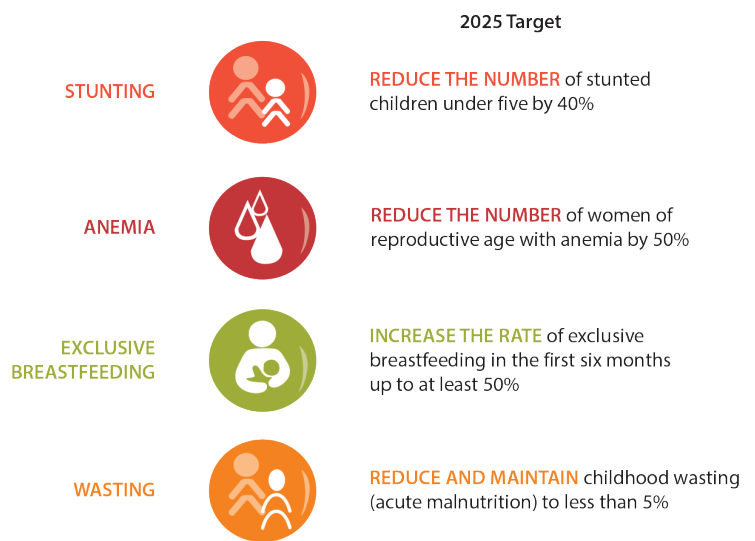 2025 Target
STUNTING
REDUCE THE NUMBER of stunted
children under five by 40%
ANEMIA
REDUCE THE NUMBER of women of
reproductive age with anemia by 50%
EXCLUSIVE
BREASTFEEDING
INCREASE THE RATE of exclusive
breastfeeding in the first six months
up to at least 50%
WASTING
REDUCE AND MAINTAIN childhood wasting
(acute malnutrition) to less than 5%